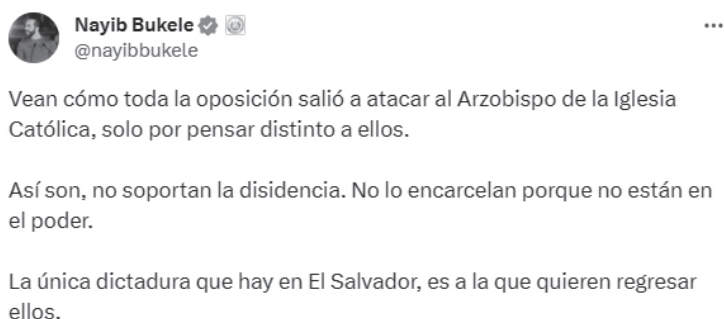 Nayib Bukele
@nayibbukele
Vean cómo toda la oposición salió a atacar al Arzobispo de la Iglesia
Católica, solo por pensar distinto a ellos.
Así son, no soportan la disidencia. No lo encarcelan porque no están en
el poder.
La única dictadura que hay en El Salvador, es a la que quieren regresar
ellos.